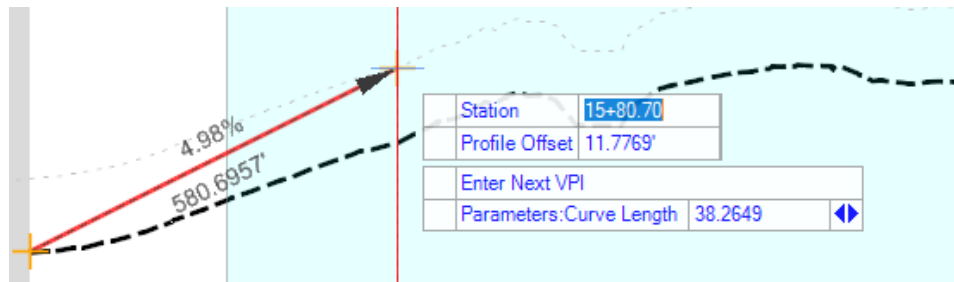 4.98%
580.6957'
Station 15+80.70
Profile Offset 11.7769'
Enter Next VPI
Parameters:Curve Length 38.2649